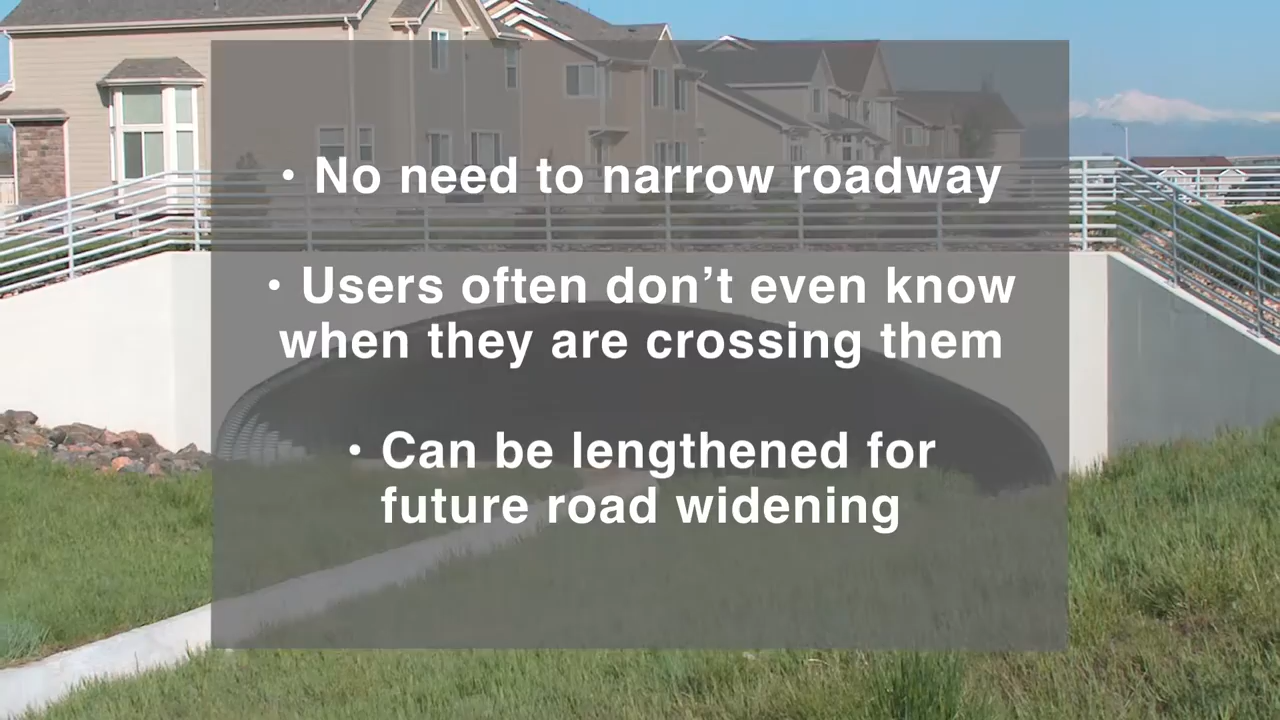 • No need to narrow roadway
• Users often don’t even know
when they are crossing them
• Can be lengthened for
future road widening